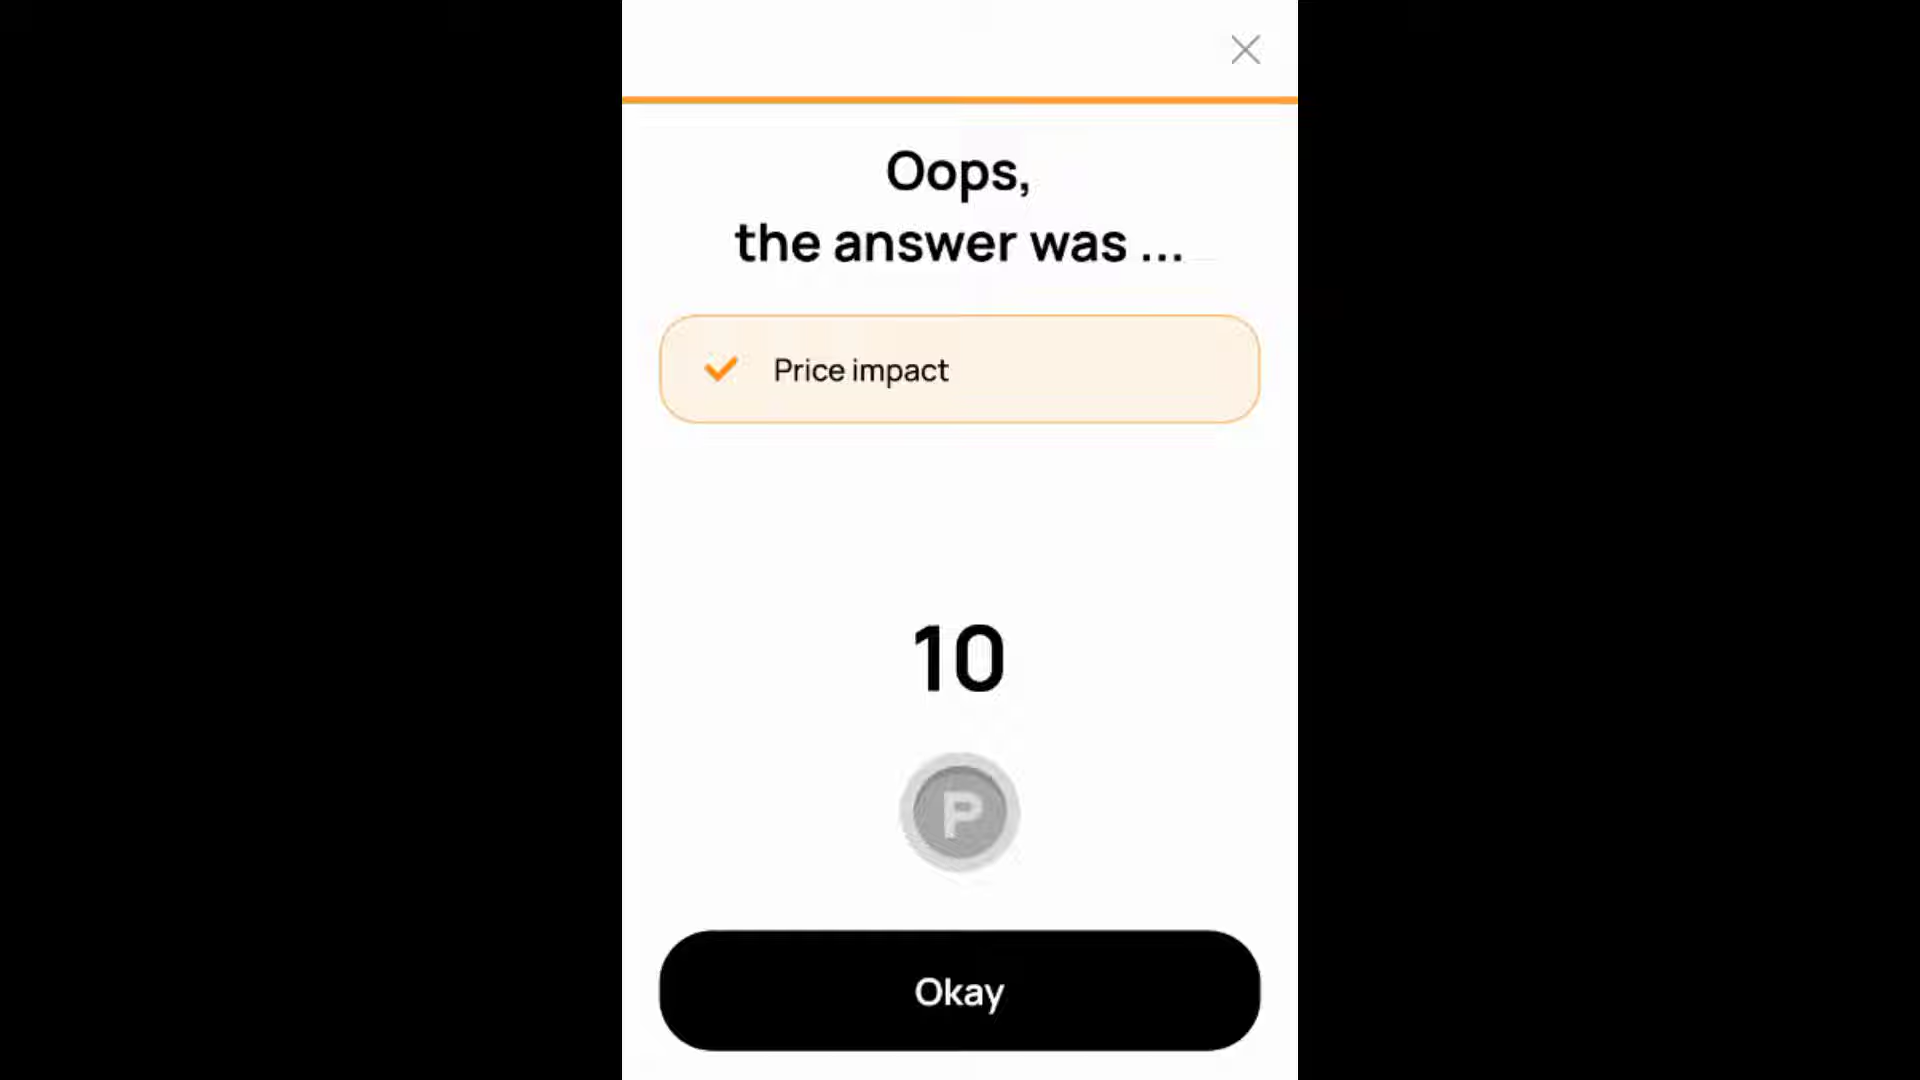 Oops,
the answer was ...
Price impact
10
P
Okay